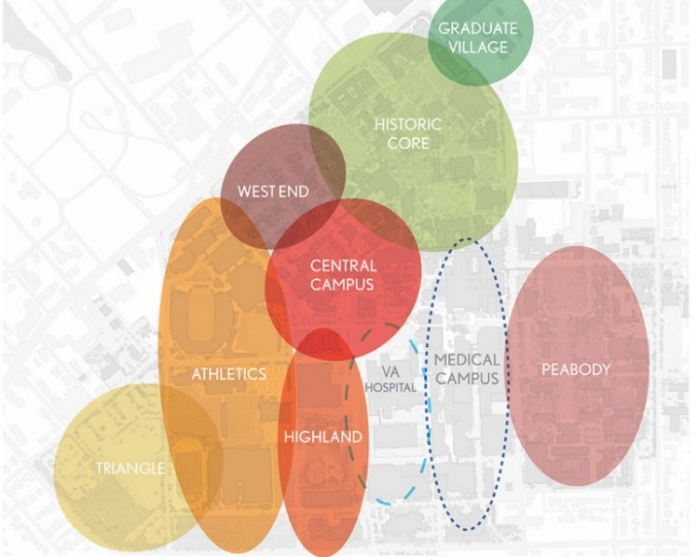 GRADUATE
VILLAGE
HISTORIC
CORE
WEST END
CENTRAL
CAMPUS
ATHLETICS
VA
HOSPITAL
MEDICAL
CAMPUS
PEABODY
HIGHLAND
TRIANGLE